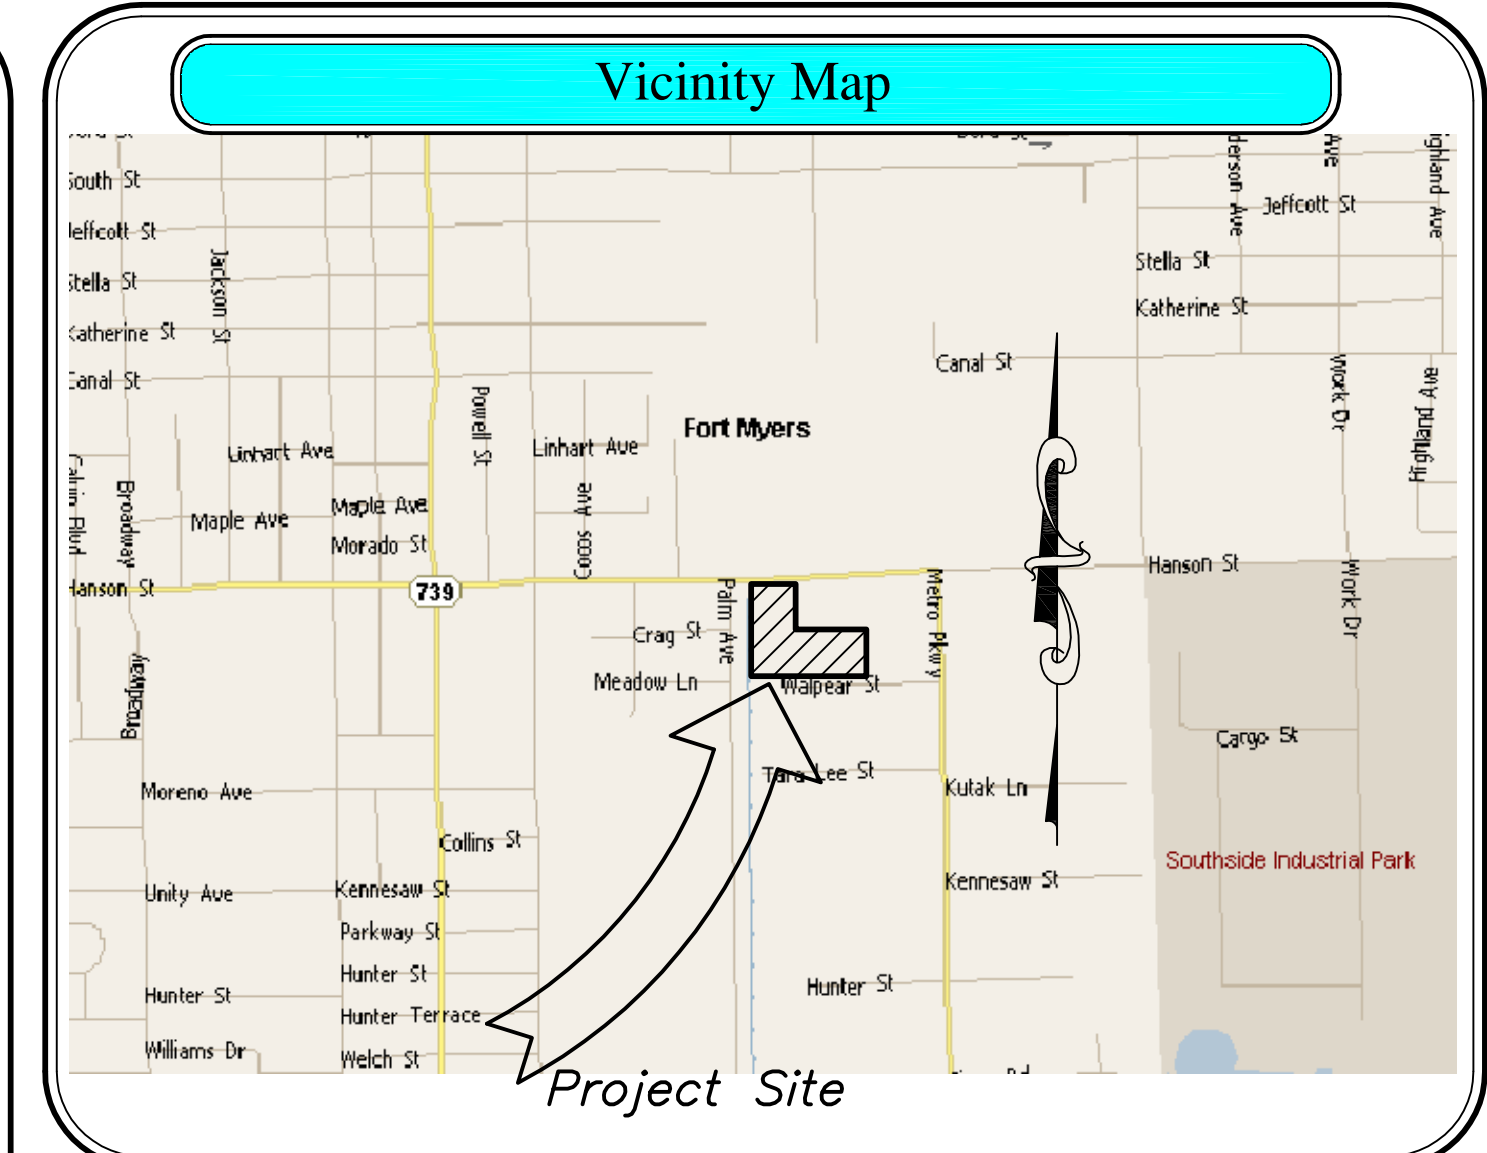 Vicinity Map
South St
Jeffcott St
Jeffcott St
Stella St
Stella St
Jackson St
Katherine St
Katherine St
Canal St
Canal St
Work Dr
Highland Ave
Powell St
Fort Myers
Linhart Ave
Linhart Ave
Broadway
Maple Ave
Maple Ave
Morado St
Cocos Ave
Hanson St
739
Hanson St
Work Dr
Palm Ave
Metro Pkwy
Crag St
Meadow Ln
Walpear St
Broadway
Cargo St
Tara Lee St
Kutak Ln
Moreno Ave
Collins St
Southside Industrial Park
Unity Ave
Kennesaw St
Kennesaw St
Parkway St
Hunter St
Hunter St
Hunter St
Hunter Terrace
Williams Dr
Welch St
Project Site